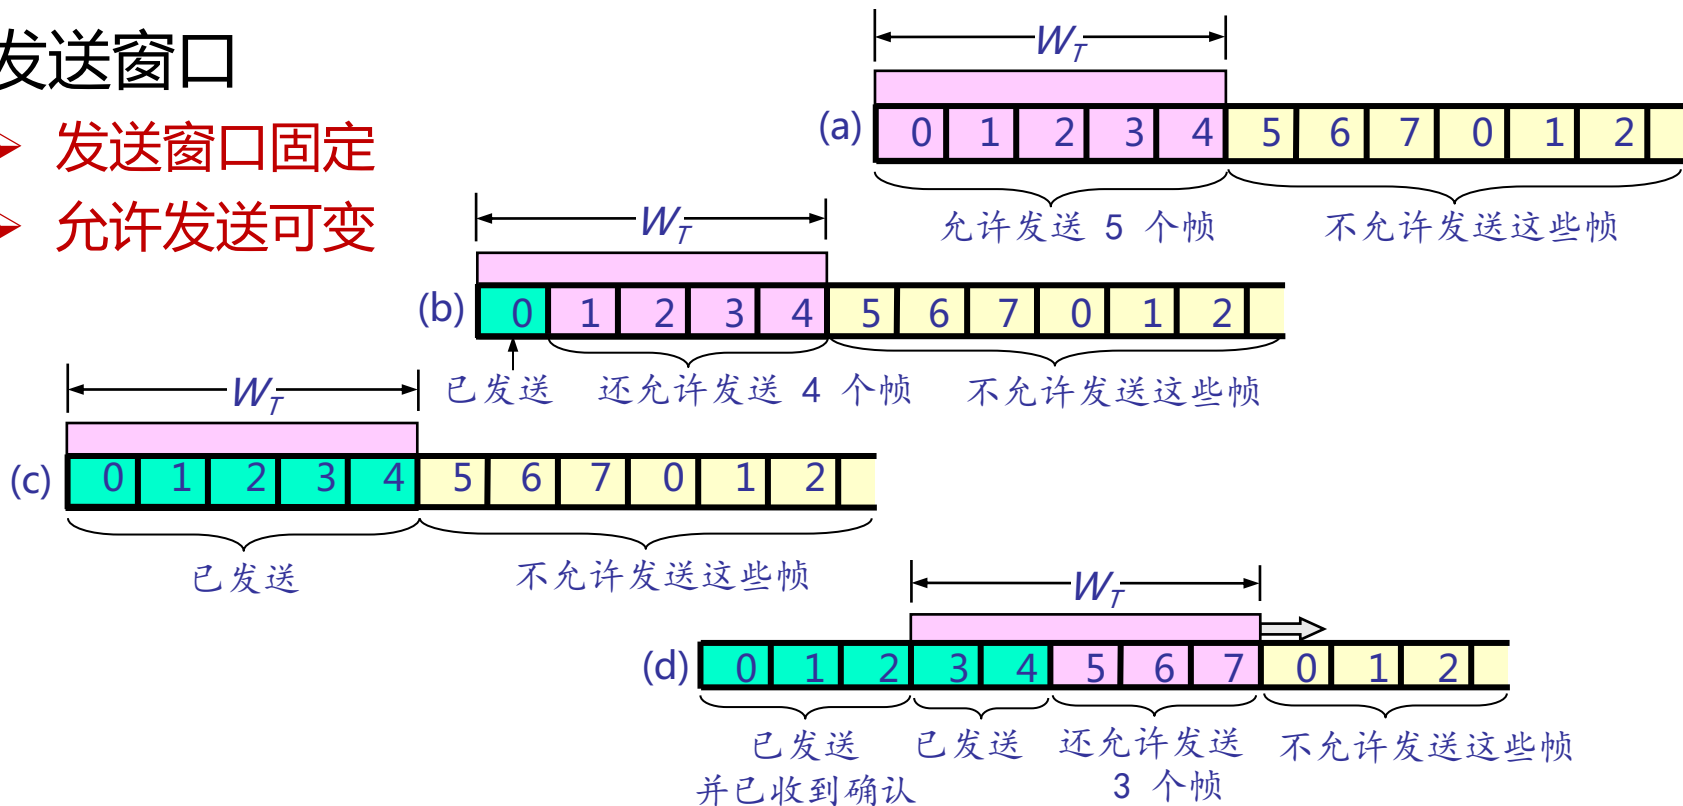 发送窗口
发送窗口固定
允许发送可变
W_T
(a) 0 1 2 3 4 5 6 7 0 1 2
允许发送 5 个帧 不允许发送这些帧
W_T
(b) 0 1 2 3 4 5 6 7 0 1 2
已发送 还允许发送 4 个帧 不允许发送这些帧
W_T
(c) 0 1 2 3 4 5 6 7 0 1 2
已发送 不允许发送这些帧
W_T
(d) 0 1 2 3 4 5 6 7 0 1 2
已发送 已发送 还允许发送 不允许发送这些帧
并已收到确认 3 个帧